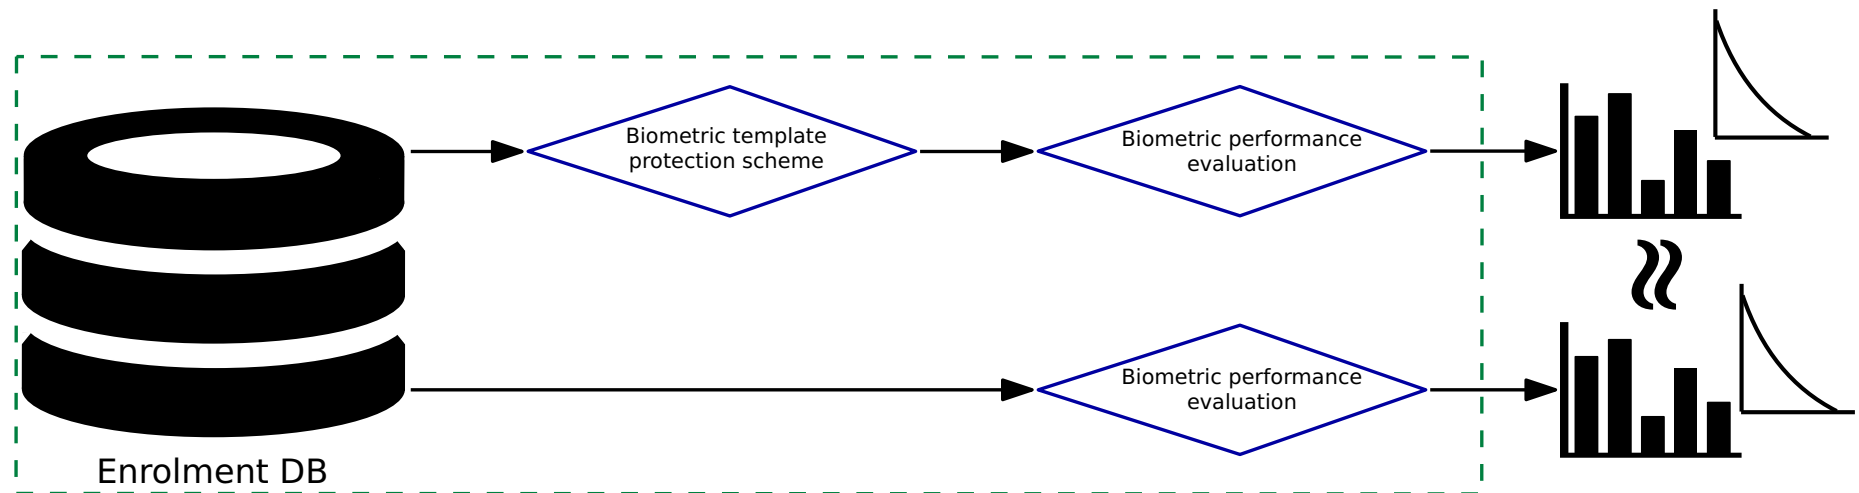 Biometric template
protection scheme
Biometric performance
evaluation
Biometric performance
evaluation
Enrolment DB